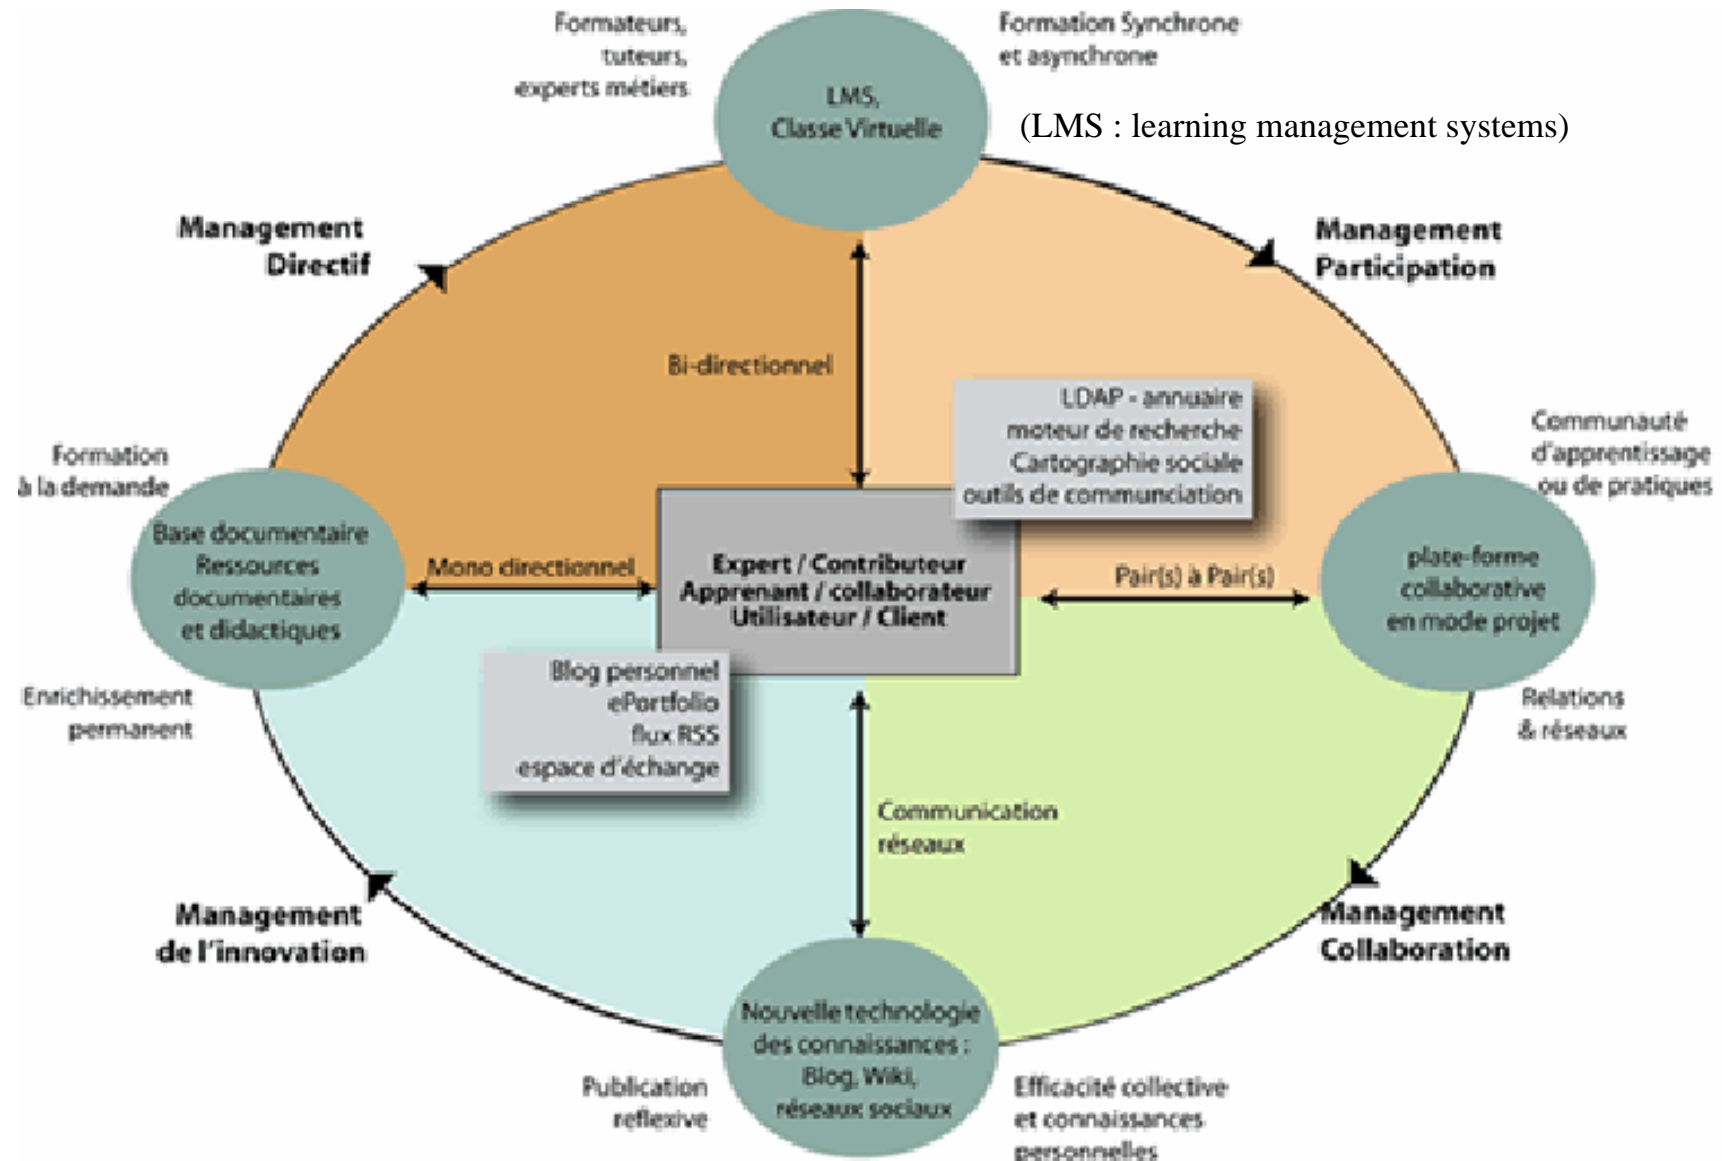 Formateurs,
tuteurs,
experts métiers
LMS,
Classe Virtuelle
Formation Synchrone
et asynchrone
(LMS : learning management systems)
Management
Directif
Management
Participation
Bi-directionnel
LDAP - annuaire
moteur de recherche
Cartographie sociale
outils de communciation
Formation
à la demande
Base documentaire
Ressources
documentaires
et didactiques
Enrichissement
permanent
Mono directionnel
Expert / Contributeur
Apprenant / collaborateur
Utilisateur / Client
Pair(s) à Pair(s)
Communauté
d'apprentissage
ou de pratiques
plate-forme
collaborative
en mode projet
Relations
& réseaux
Blog personnel
ePortfolio
flux RSS
espace d'échange
Communication
réseaux
Management
de l'innovation
Management
Collaboration
Nouvelle technologie
des connaissances :
Blog, Wiki,
réseaux sociaux
Publication
reflexive
Efficacité collective
et connaissances
personnelles